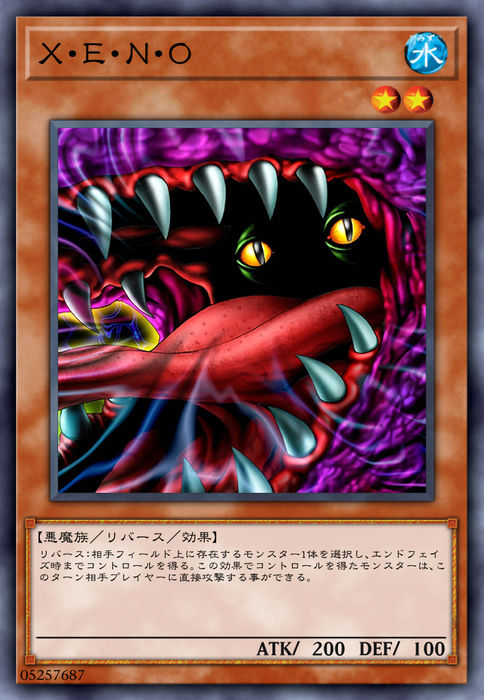 X・E・N・O
みず
水
【悪魔族／リバース／効果】
リバース：相手フィールド上に存在するモンスター1体を選択し、エンドフェイ
ズ時までコントロールを得る。この効果でコントロールを得たモンスターは、こ
のターン相手プレイヤーに直接攻撃する事ができる。
ATK/ 200 DEF/ 100
05257687